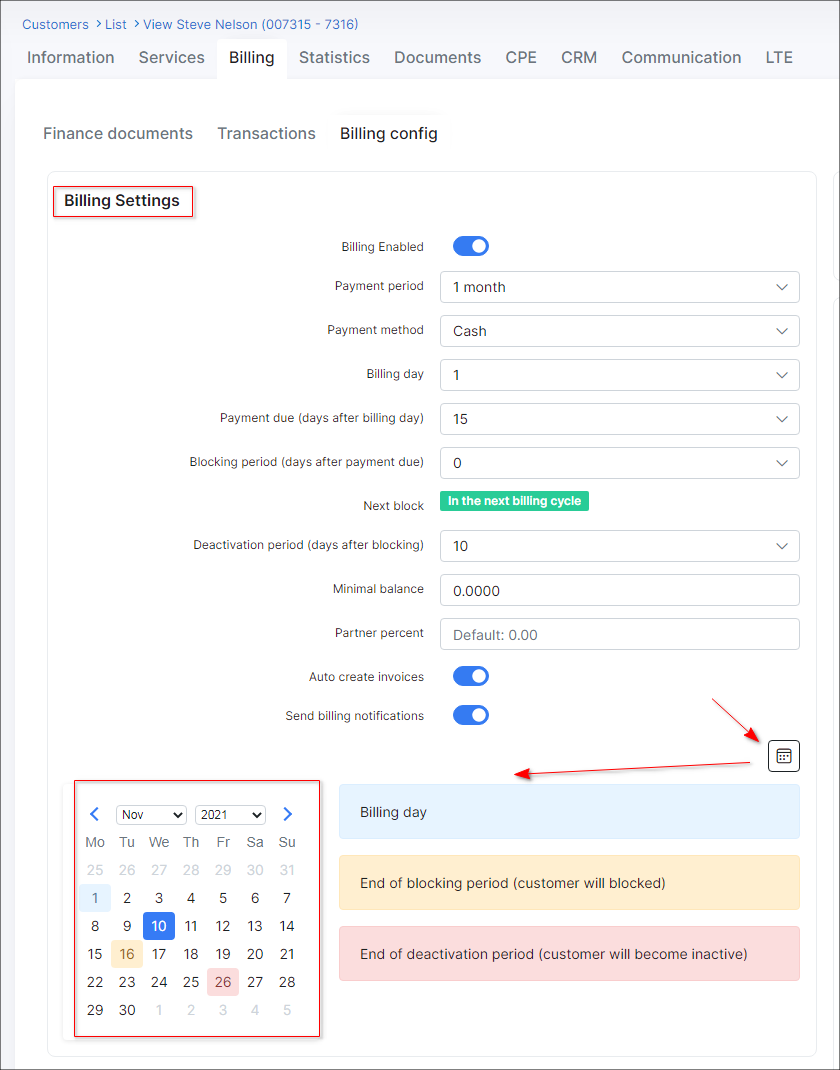 Customers > List > View Steve Nelson (007315 - 7316)
Information Services Billing Statistics Documents CPE CRM Communication LTE
Finance documents Transactions Billing config
Billing Settings
Billing Enabled
Payment period 1 month
Payment method Cash
Billing day 1
Payment due (days after billing day) 15
Blocking period (days after payment due) 0
Next block In the next billing cycle
Deactivation period (days after blocking) 10
Minimal balance 0.0000
Partner percent Default: 0.00
Auto create invoices
Send billing notifications
Nov 2021
Mo Tu We Th Fr Sa Su
25 26 27 28 29 30 31
1 2 3 4 5 6 7
8 9 10 11 12 13 14
15 16 17 18 19 20 21
22 23 24 25 26 27 28
29 30 1 2 3 4 5
Billing day
End of blocking period (customer will blocked)
End of deactivation period (customer will become inactive)